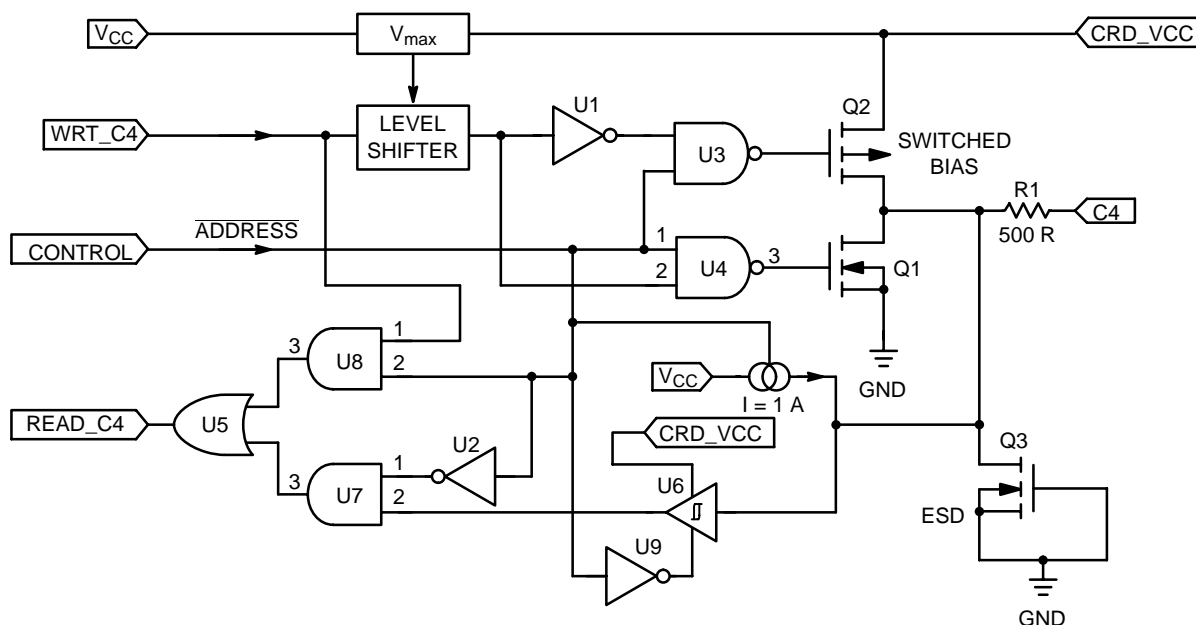 VCC
Vmax
CRD_VCC
WRT_C4
LEVEL
SHIFTER
U1
U3
Q2
SWITCHED
BIAS
R1
500 R
C4
CONTROL
ADDRESS
1
2
U4
3
Q1
GND
3
U8
1
2
VCC
I = 1 A
READ_C4
U5
CRD_VCC
U2
3
U7
1
2
U6
Q3
ESD
U9
GND